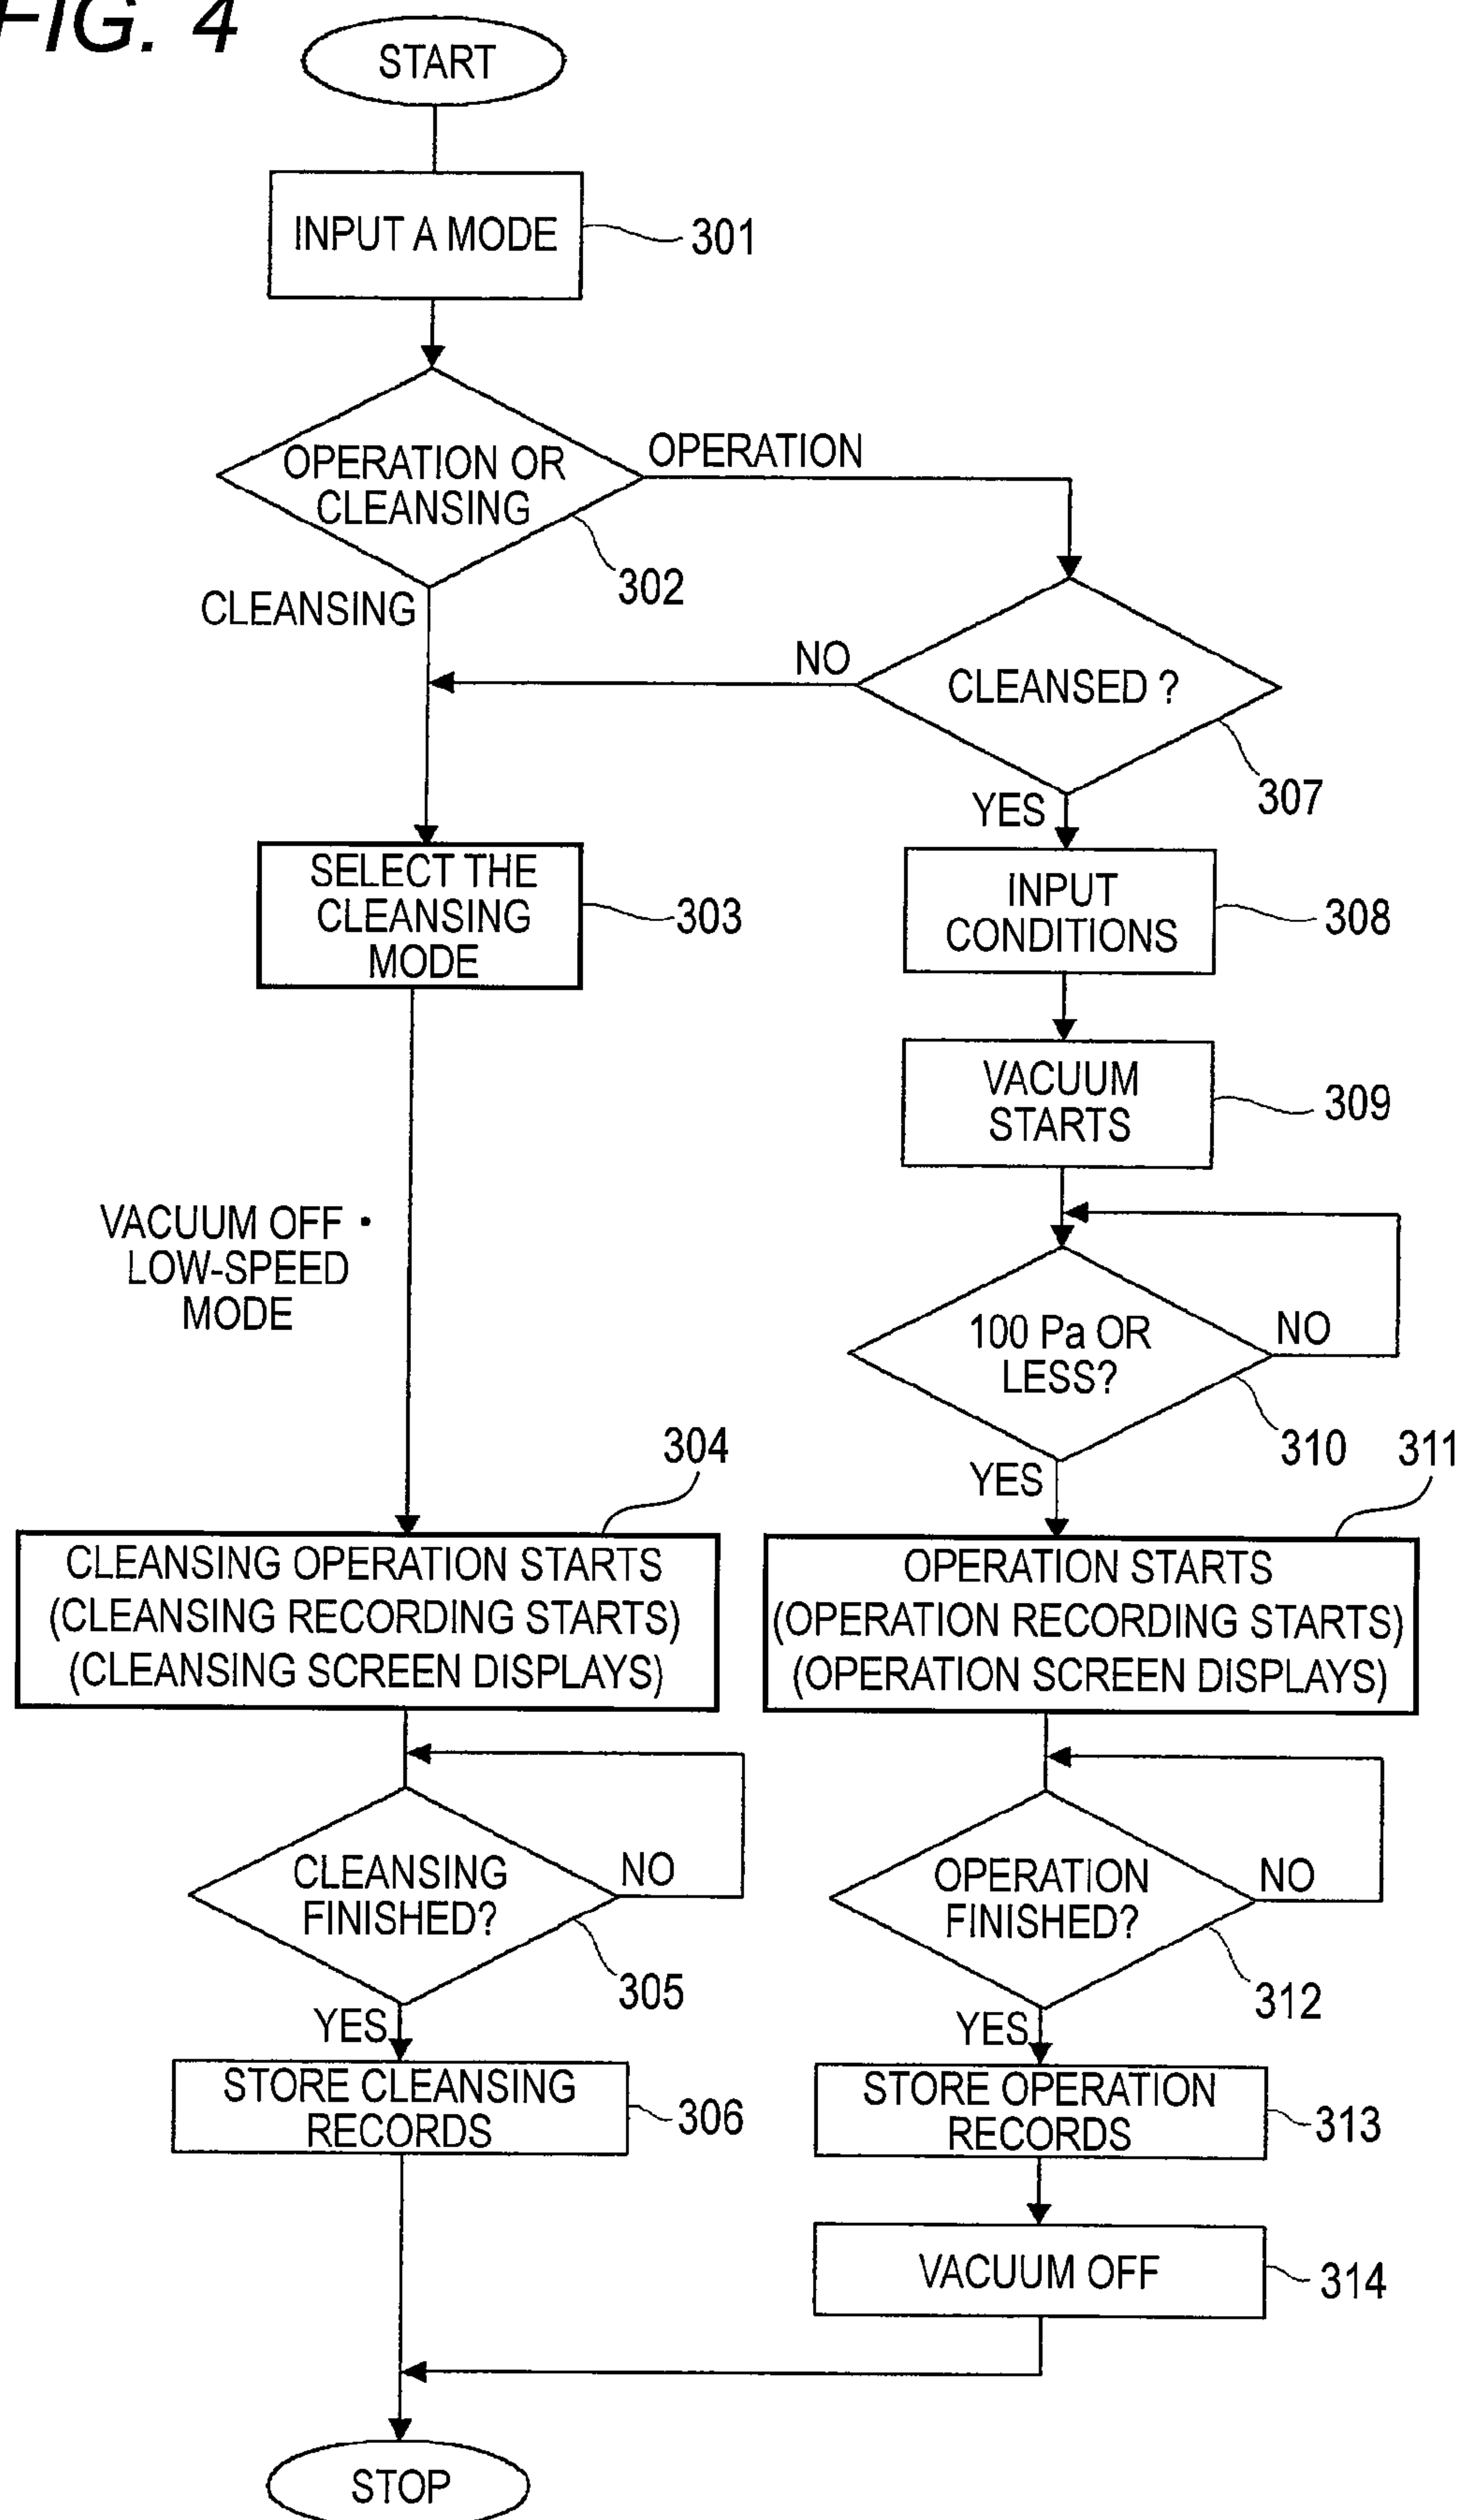 FIG. 4
START
INPUT A MODE
301
OPERATION OR
CLEANSING
302
OPERATION
CLEANSING
NO
CLEANSED ?
307
YES
SELECT THE
CLEANSING
MODE
303
INPUT
CONDITIONS
308
VACUUM
STARTS
309
VACUUM OFF •
LOW-SPEED
MODE
100 Pa OR
LESS?
NO
310
YES
304
311
CLEANSING OPERATION STARTS
(CLEANSING RECORDING STARTS)
(CLEANSING SCREEN DISPLAYS)
OPERATION STARTS
(OPERATION RECORDING STARTS)
(OPERATION SCREEN DISPLAYS)
CLEANSING
FINISHED?
NO
305
YES
OPERATION
FINISHED?
NO
312
YES
STORE CLEANSING
RECORDS
306
STORE OPERATION
RECORDS
313
VACUUM OFF
314
STOP